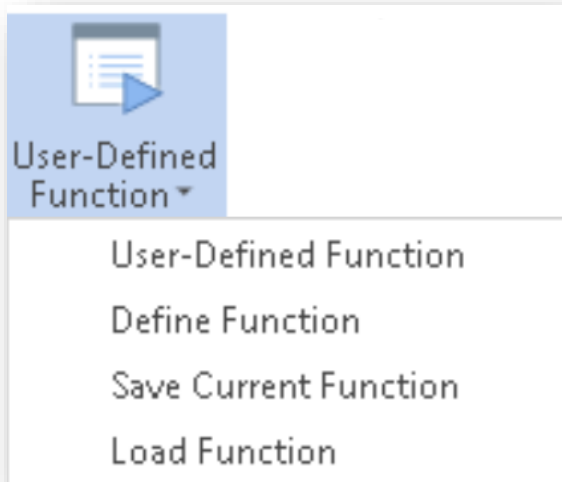 User-Defined
Function
User-Defined Function
Define Function
Save Current Function
Load Function